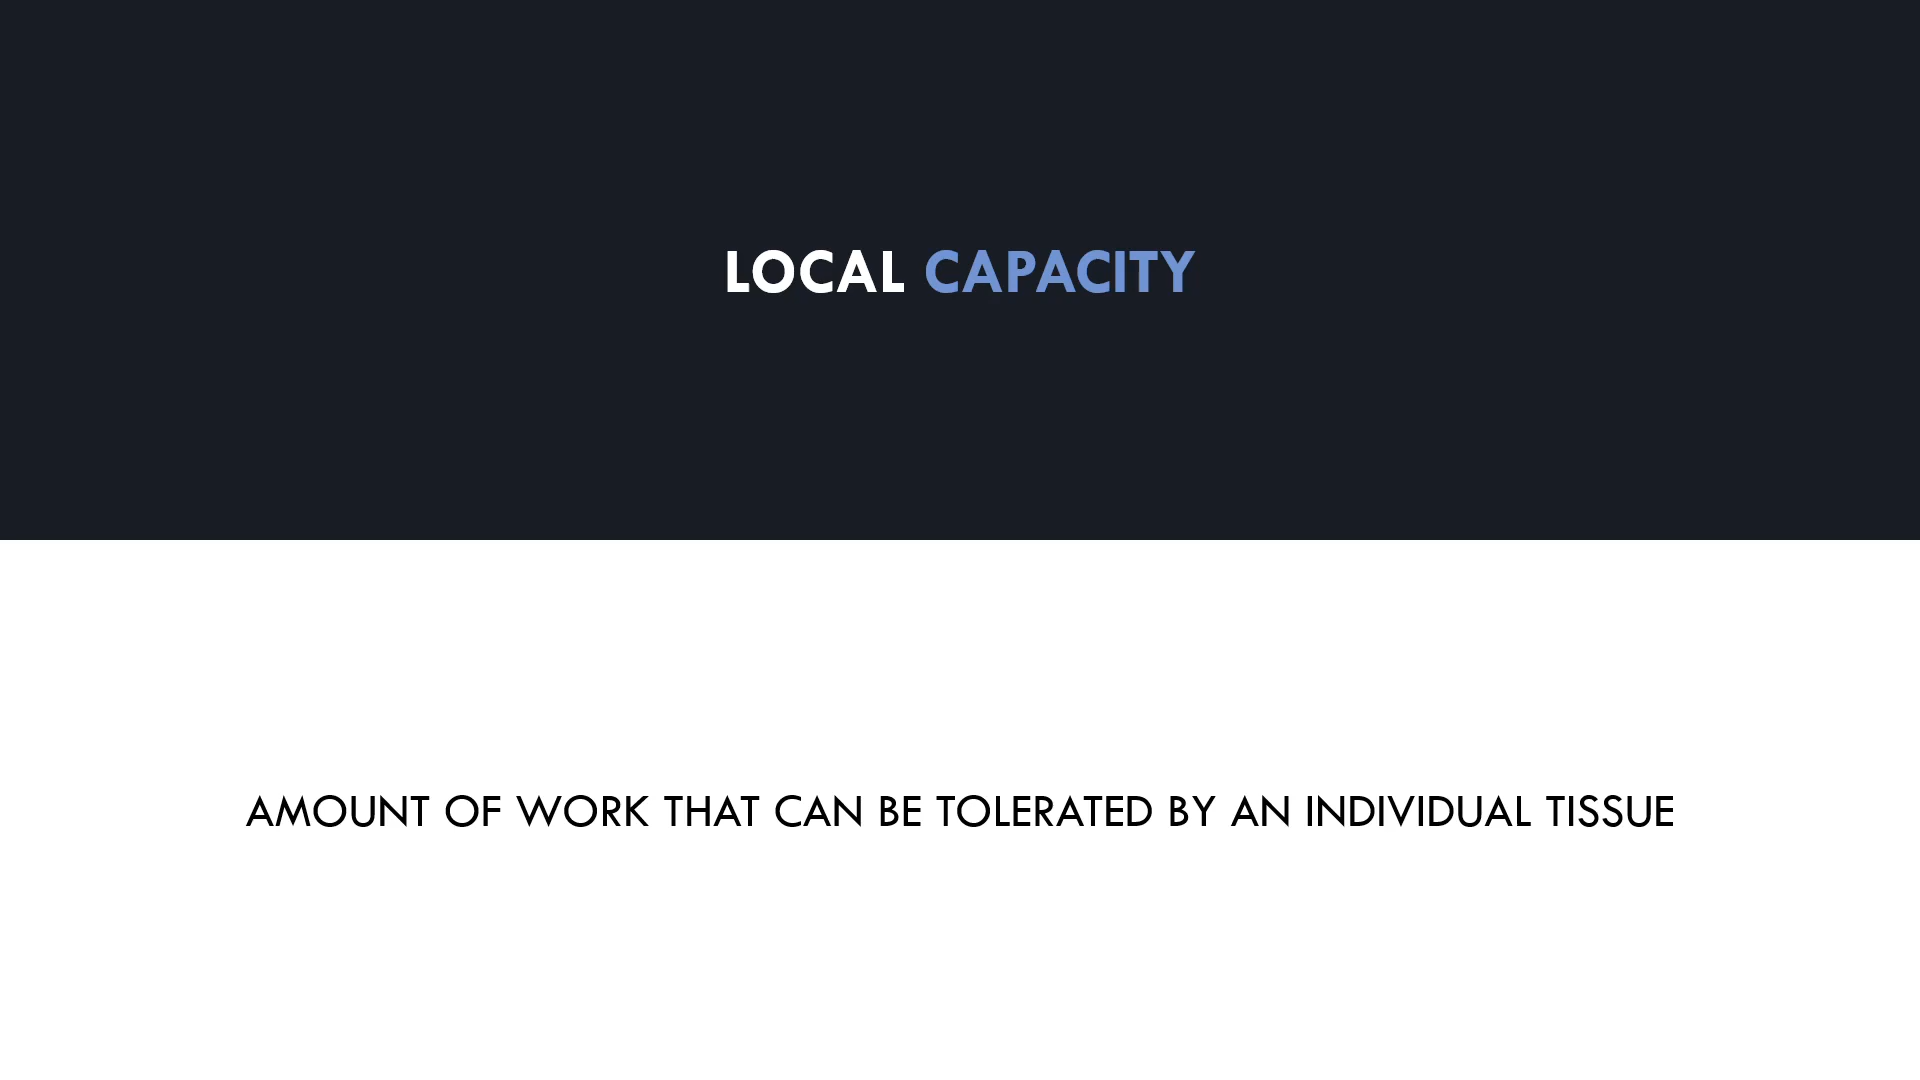 LOCAL CAPACITY
AMOUNT OF WORK THAT CAN BE TOLERATED BY AN INDIVIDUAL TISSUE